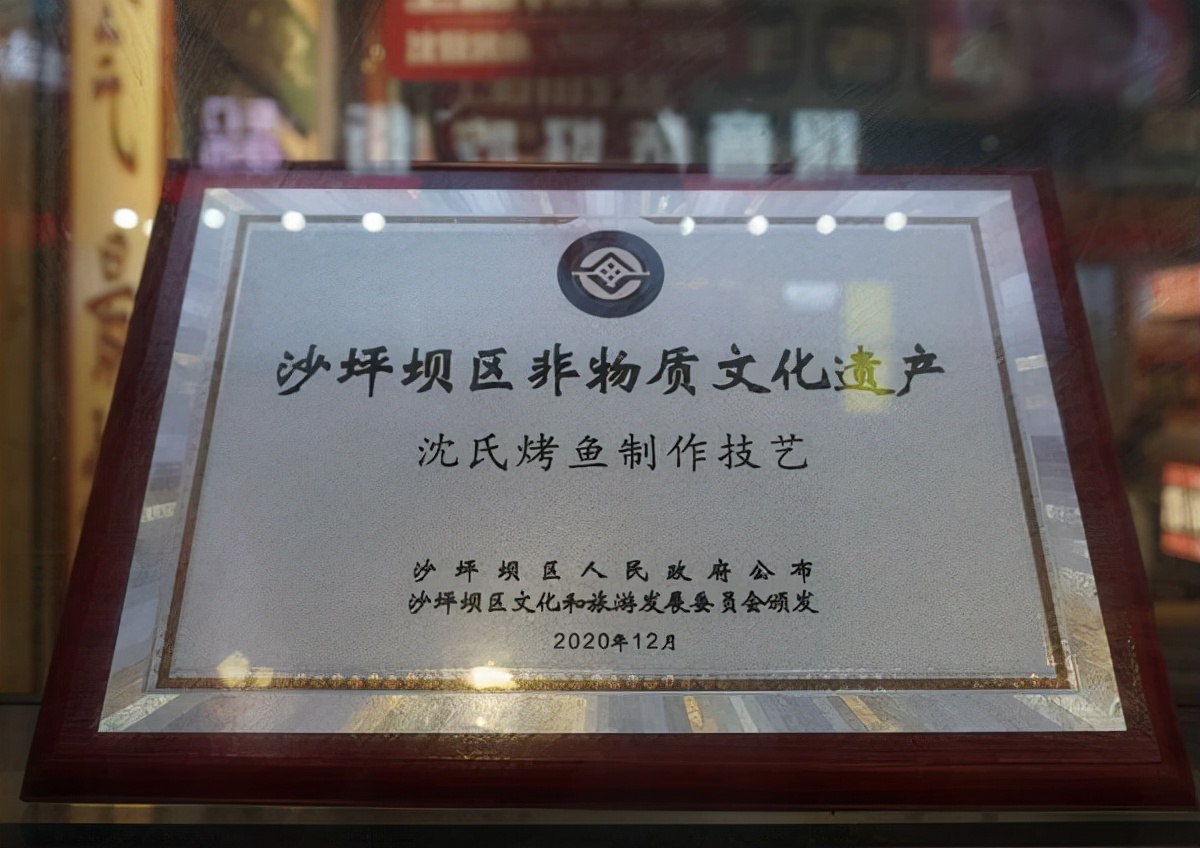 沙坪坝区非物质文化遗产
沈氏烤鱼制作技艺
沙坪坝区人民政府公布
沙坪坝区文化和旅游发展委员会颁发
2020年12月